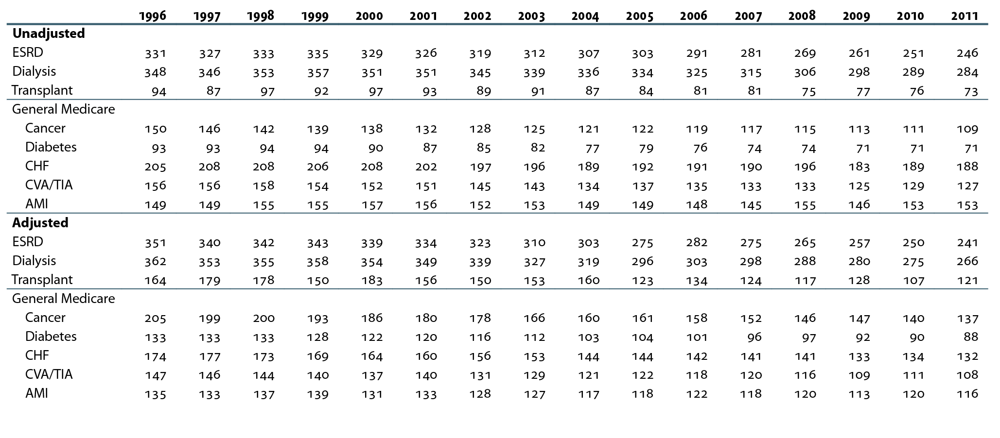 1996 1997 1998 1999 2000 2001 2002 2003 2004 2005 2006 2007 2008 2009 2010 2011
Unadjusted
ESRD 331 327 333 335 329 326 319 312 307 303 291 281 269 261 251 246
Dialysis 348 346 353 357 351 351 345 339 336 334 325 315 306 298 289 284
Transplant 94 87 97 92 97 93 89 91 87 84 81 81 75 77 76 73
General Medicare
Cancer 150 146 142 139 138 132 128 125 121 122 119 117 115 113 111 109
Diabetes 93 93 94 94 90 87 85 82 77 79 76 74 74 71 71 71
CHF 205 208 208 206 208 202 197 196 189 192 191 190 196 183 189 188
CVA/TIA 156 156 158 154 152 151 145 143 134 137 135 133 133 125 129 127
AMI 149 149 155 155 157 156 152 153 149 149 148 145 155 146 153 153
Adjusted
ESRD 351 340 342 343 339 334 323 310 303 275 282 275 265 257 250 241
Dialysis 362 353 355 358 354 349 339 327 319 296 303 298 288 280 275 266
Transplant 164 179 178 150 183 156 150 153 160 123 134 124 117 128 107 121
General Medicare
Cancer 205 199 200 193 186 180 178 166 160 161 158 152 146 147 140 137
Diabetes 133 133 133 128 122 120 116 112 103 104 101 96 97 92 90 88
CHF 174 177 173 169 164 160 156 153 144 144 142 141 141 133 134 132
CVA/TIA 147 146 144 140 137 140 131 129 121 122 118 120 116 109 111 108
AMI 135 133 137 139 131 133 128 127 117 118 122 118 120 113 120 116